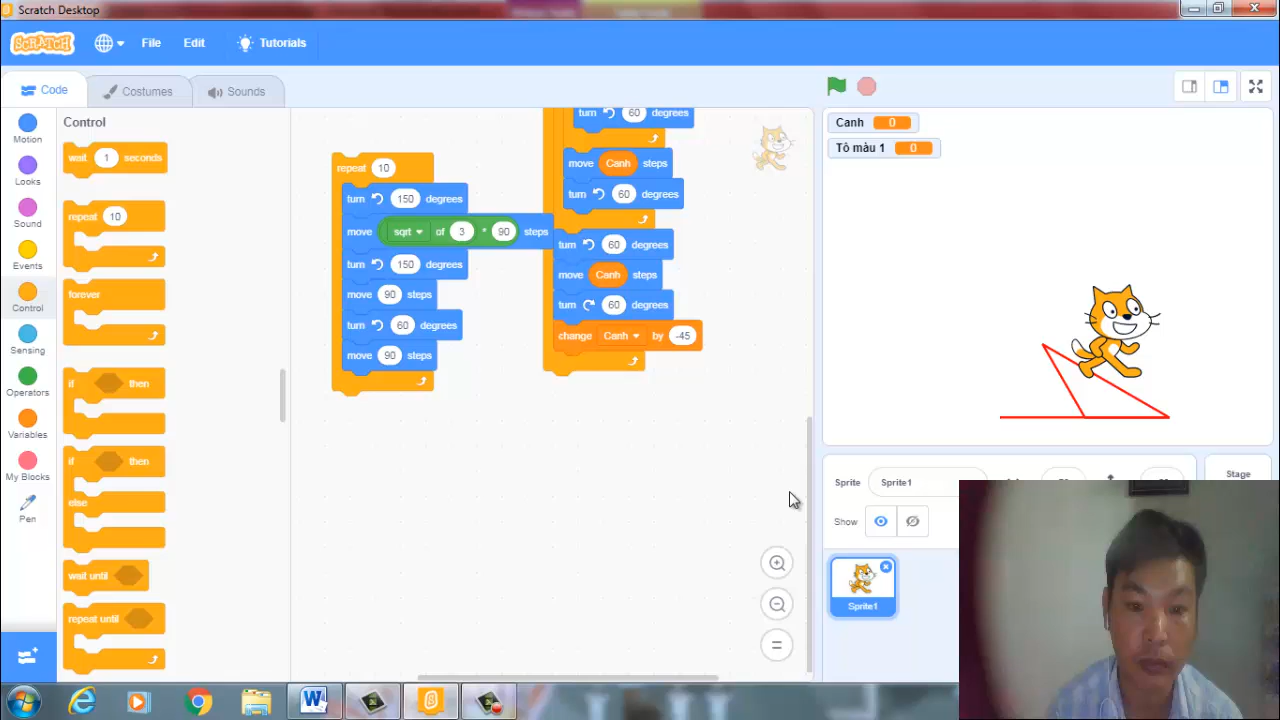 Scratch Desktop
SCRATCH
File
Edit
Tutorials
Code
Costumes
Sounds
Motion
Looks
Sound
Events
Control
Sensing
Operators
Variables
My Blocks
Pen
Control
wait 1 seconds
repeat 10
forever
if then
if then
else
wait until
repeat until
repeat 10
turn 150 degrees
move sqrt of 3 * 90 steps
turn 150 degrees
move 90 steps
turn 60 degrees
move 90 steps
turn 60 degrees
move Canh steps
turn 60 degrees
turn 60 degrees
move Canh steps
turn 60 degrees
change Canh by -45
Canh 0
Tô màu 1 0
Sprite Sprite1
Show
Stage
Sprite1